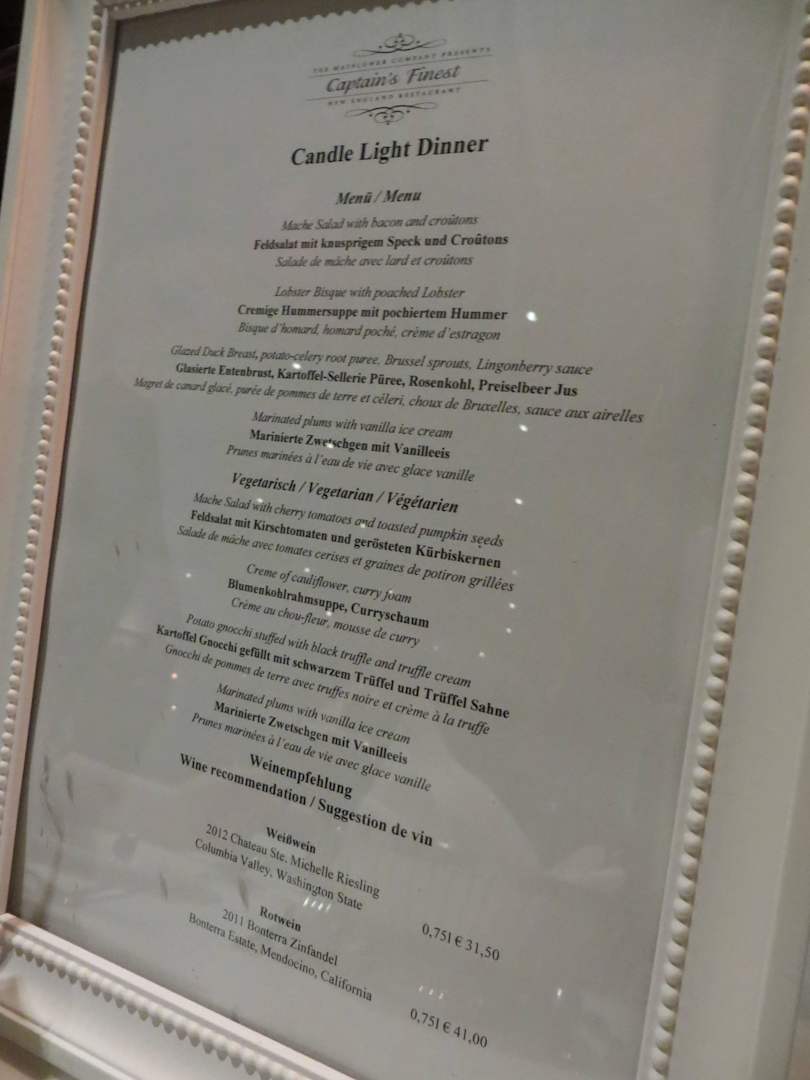 THE MAYFLOWER COMPANY PRESENTS
Captain's Finest
NEW ENGLAND RESTAURANT
Candle Light Dinner
Menü / Menu
Mache Salad with bacon and croûtons
Feldsalat mit knusprigem Speck und Croûtons
Salade de mâche avec lard et croûtons
Lobster Bisque with poached Lobster
Cremige Hummersuppe mit pochiertem Hummer
Bisque d'homard, homard poché, crème d'estragon
Glazed Duck Breast, potato-celery root puree, Brussel sprouts, Lingonberry sauce
Glasierte Entenbrust, Kartoffel-Sellerie Püree, Rosenkohl, Preiselbeer Jus
Magret de canard glacé, purée de pommes de terre et céleri, choux de Bruxelles, sauce aux airelles
Marinated plums with vanilla ice cream
Marinierte Zwetschgen mit Vanilleeis
Prunes marinées à l'eau de vie avec glace vanille
Vegetarisch / Vegetarian / Végétarien
Mache Salad with cherry tomatoes and toasted pumpkin seeds
Feldsalat mit Kirschtomaten und gerösteten Kürbiskernen
Salade de mâche avec tomates cerises et graines de potiron grillées
Creme of cauliflower, curry foam
Blumenkohlrahmsuppe, Curryschaum
Crème au chou-fleur, mousse de curry
Potato gnocchi stuffed with black truffle and truffle cream
Kartoffel Gnocchi gefüllt mit schwarzem Trüffel und Trüffel Sahne
Gnocchi de pommes de terre avec truffes noire et crème à la truffe
Marinated plums with vanilla ice cream
Marinierte Zwetschgen mit Vanilleeis
Prunes marinées à l'eau de vie avec glace vanille
Weinempfehlung
Wine recommendation / Suggestion de vin
Weißwein
2012 Chateau Ste. Michelle Riesling
Columbia Valley, Washington State
0,75l € 31,50
Rotwein
2011 Bonterra Zinfandel
Bonterra Estate, Mendocino, California
0,75l € 41,00